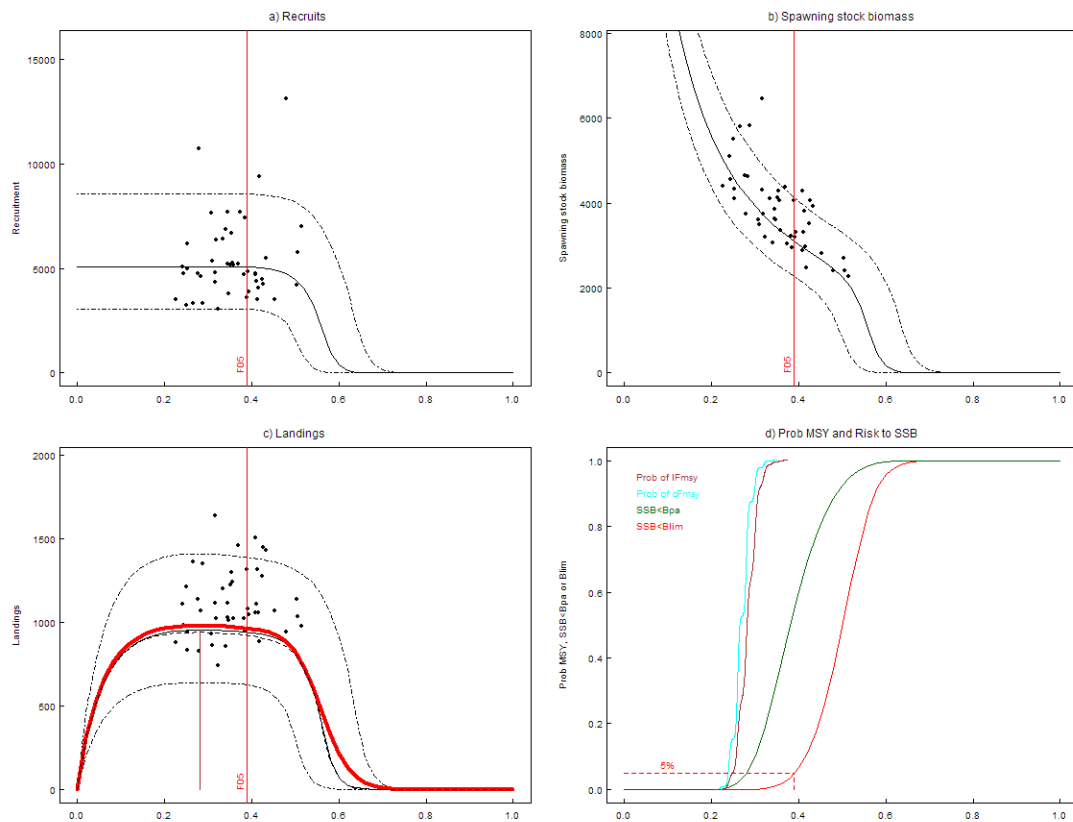 a) Recruits
15000
10000
5000
0
Recruitment
F05
0.0 0.2 0.4 0.6 0.8 1.0
b) Spawning stock biomass
8000
6000
4000
2000
0
Spawning stock biomass
F05
0.0 0.2 0.4 0.6 0.8 1.0
c) Landings
2000
1500
1000
500
0
Landings
F05
0.0 0.2 0.4 0.6 0.8 1.0
d) Prob MSY and Risk to SSB
1.0
0.8
0.6
0.4
0.2
0.0
Prob MSY, SSB<Bpa or Blim
Prob of lFmsy
Prob of cFmsy
SSB<Bpa
SSB<Blim
5%
0.0 0.2 0.4 0.6 0.8 1.0